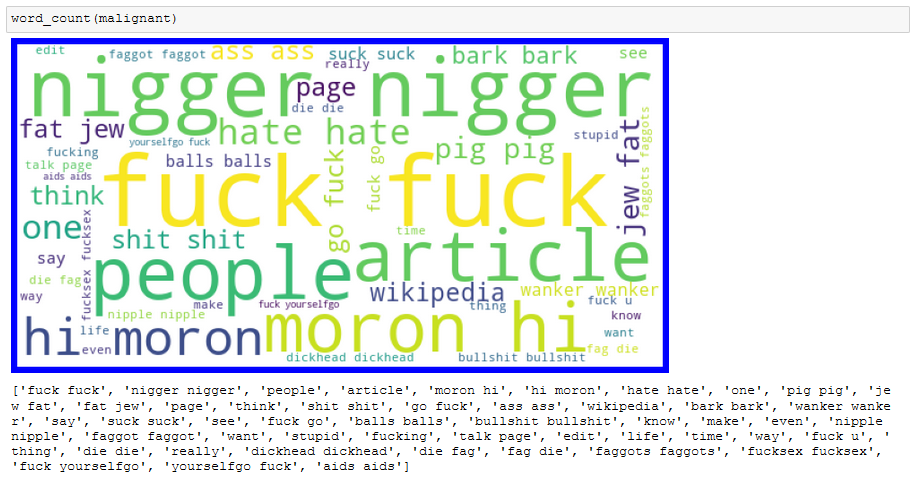 word_count(malignant)
edit
faggot faggot
ass ass
suck suck
really
bark bark
see
nigger nigger
page
die die
fat jew
hate hate
yourselfgo fuck
stupid
jew fat
faggots faggots
fucking
balls balls
pig pig
talk page
aids aids
go fuck
fuck go
think
fuck fuck
one
shit shit
time
fucksex fucksex
say
people
article
die fag
wikipedia
wanker wanker
way
make
fuck yourselfgo
thing
fuck u
nipple nipple
know
hi moron
life
moron hi
want
even
dickhead dickhead
bullshit bullshit
fag die
['fuck fuck', 'nigger nigger', 'people', 'article', 'moron hi', 'hi moron', 'hate hate', 'one', 'pig pig', 'je
w fat', 'fat jew', 'page', 'think', 'shit shit', 'go fuck', 'ass ass', 'wikipedia', 'bark bark', 'wanker wanke
r', 'say', 'suck suck', 'see', 'fuck go', 'balls balls', 'bullshit bullshit', 'know', 'make', 'even', 'nipple
nipple', 'faggot faggot', 'want', 'stupid', 'fucking', 'talk page', 'edit', 'life', 'time', 'way', 'fuck u', '
thing', 'die die', 'really', 'dickhead dickhead', 'die fag', 'fag die', 'faggots faggots', 'fucksex fucksex',
'fuck yourselfgo', 'yourselfgo fuck', 'aids aids']